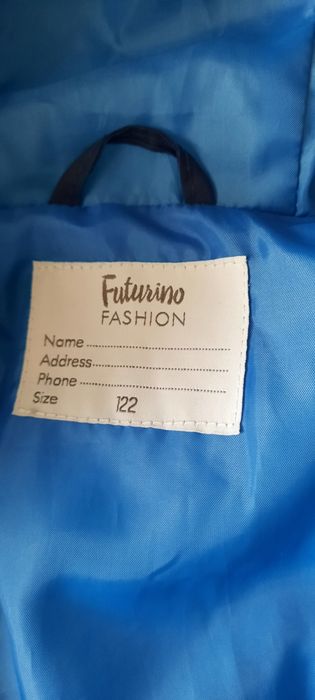 Futurino
FASHION
Name..............................
Address..........................
Phone.............................
Size 122